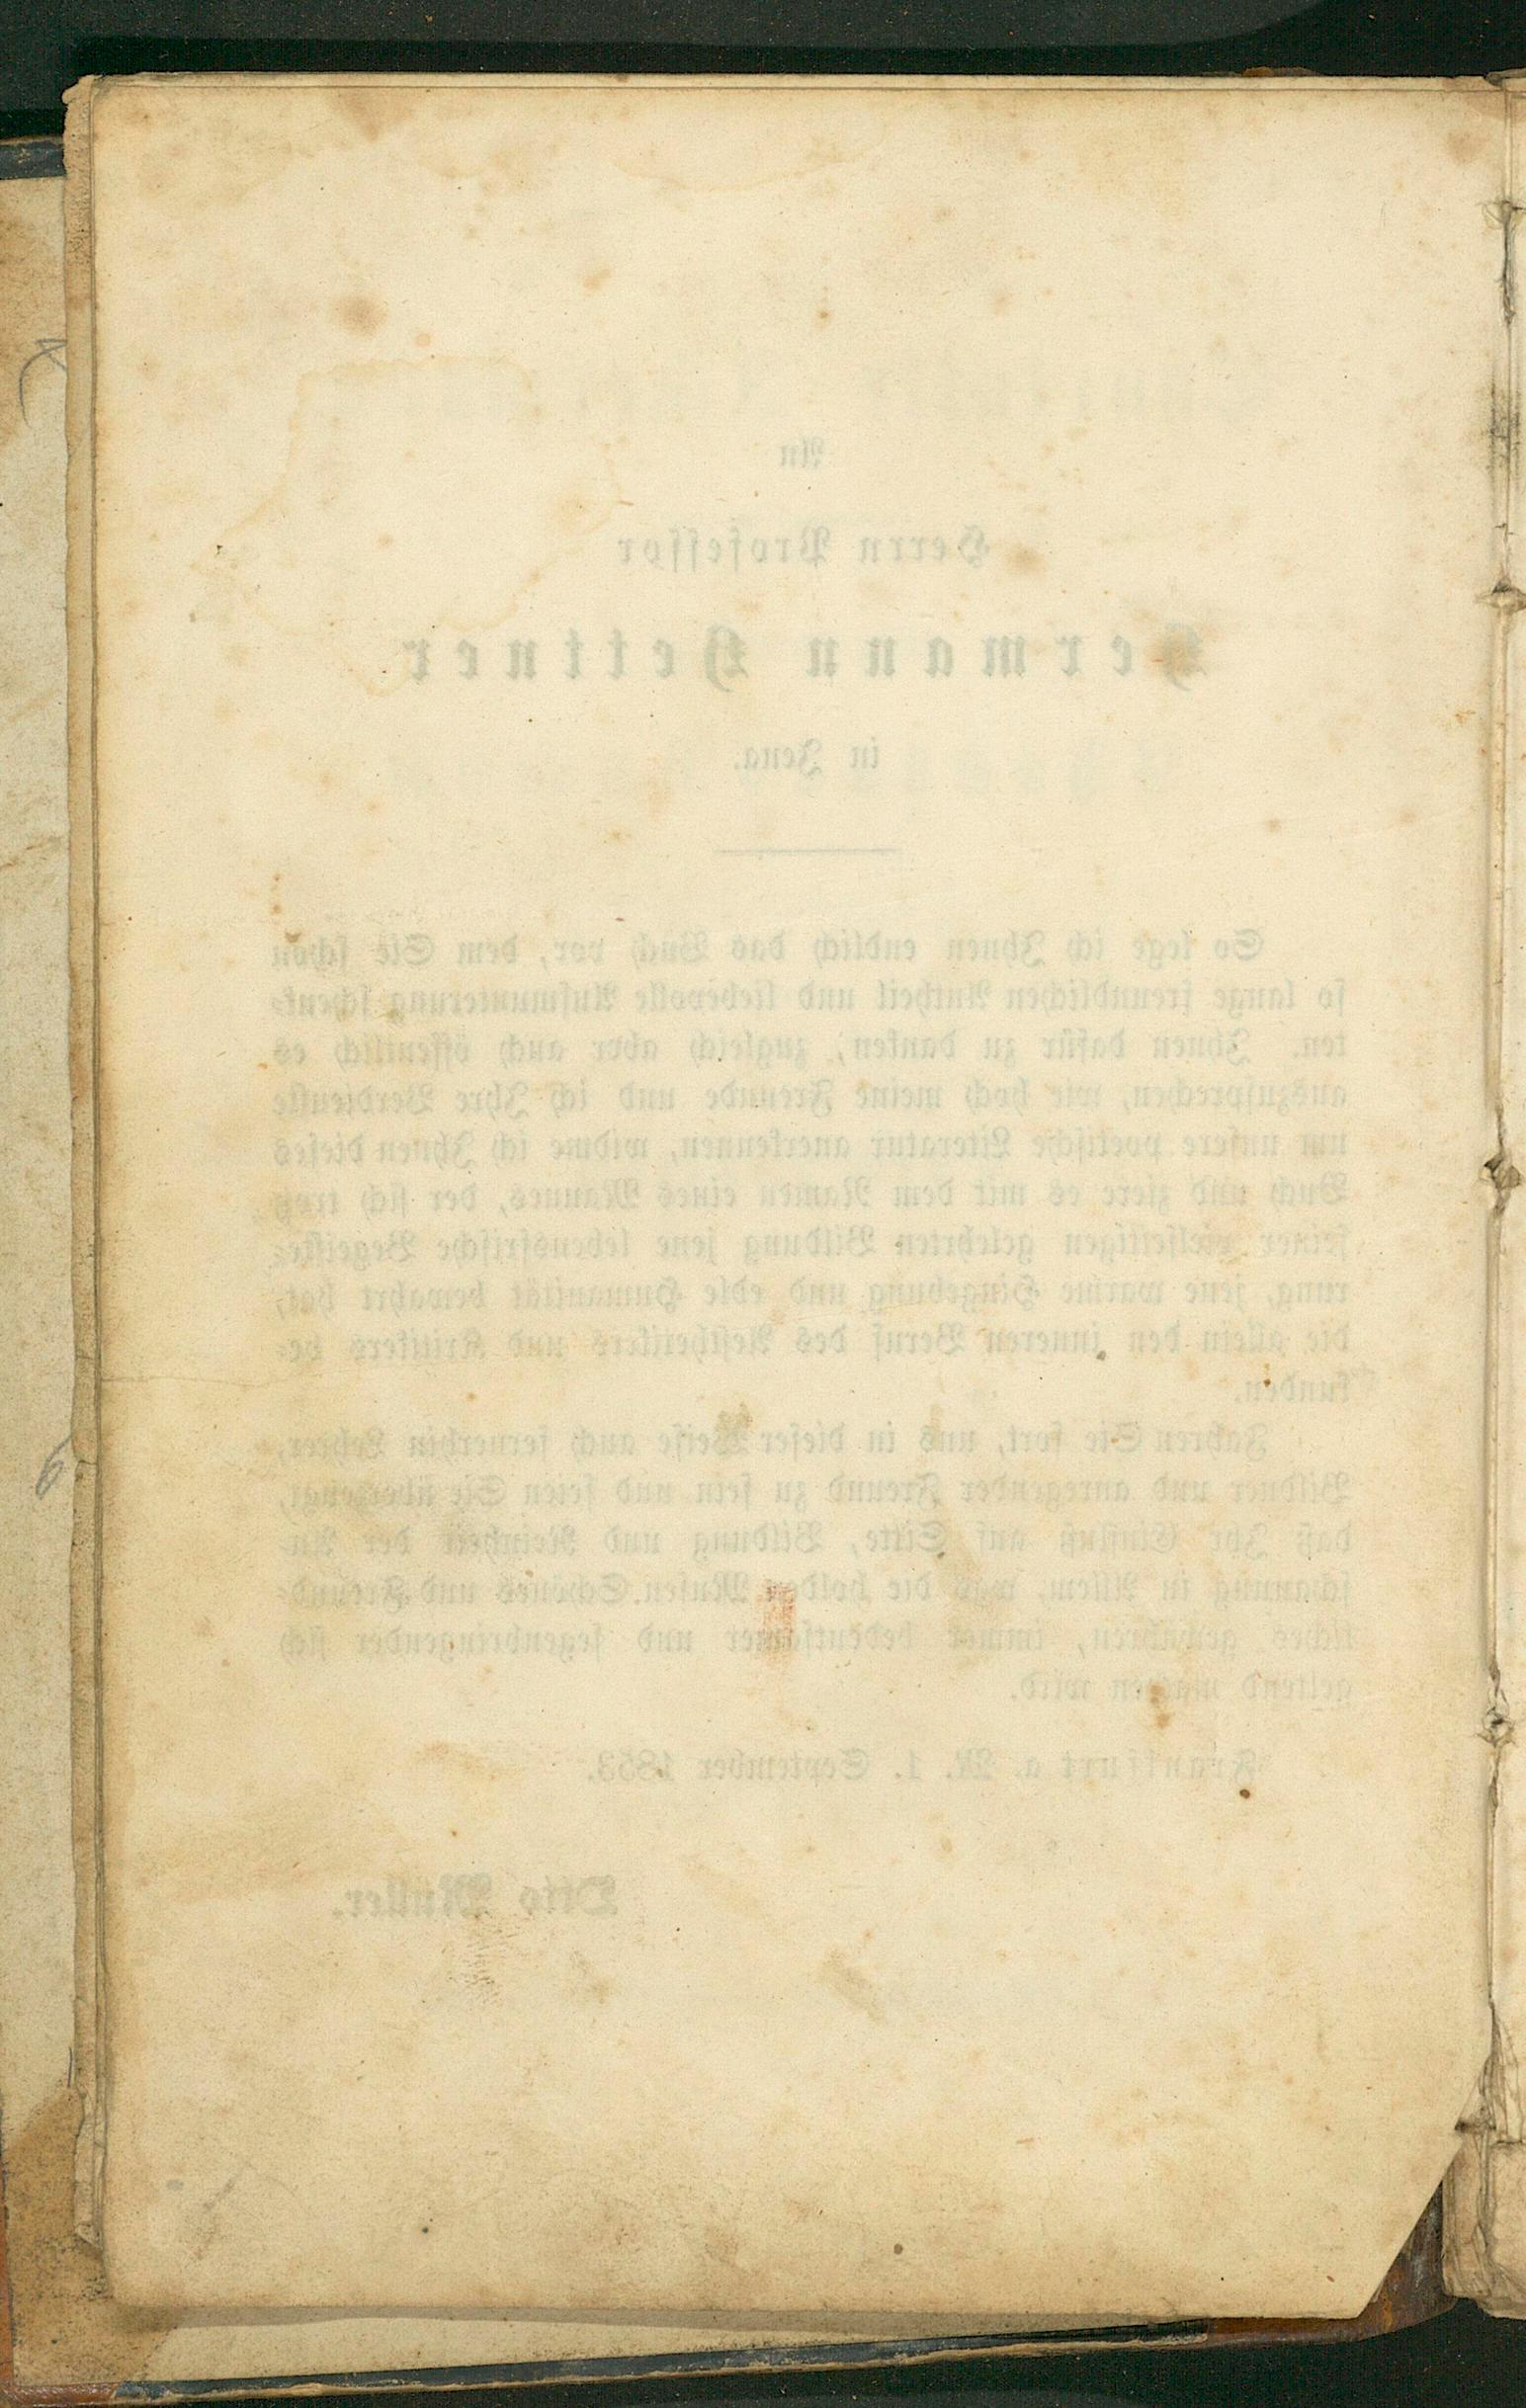 An
Herrn Professor
Hermann Hettner
in Jena.
So lege ich Ihnen endlich das Buch vor, dem Sie schon
so lange freundlichen Antheil und liebevolle Aufmunterung schenk-
ten. Ihnen dafür zu danken, zugleich aber auch öffentlich es
auszusprechen, wie hoch meine Freunde und ich Ihre Verdienste
um unsere poetische Literatur anerkennen, widme ich Ihnen dieses
Buch und ziere es mit dem Namen eines Mannes, der sich trotz
seiner vielseitigen gelehrten Bildung jene lebensfrische Begeiste-
rung, jene warme Hingebung und edle Humanität bewahrt hat,
die allein den inneren Beruf des Aesthetikers und Kritikers be-
kunden.
Fahren Sie fort, uns in dieser Weise auch fernerhin Lehrer,
Bildner und anregender Freund zu sein und seien Sie überzeugt,
daß Ihr Einfluß auf Sitte, Bildung und Reinheit der An-
schauung in Allem, was die holden Musen Schönes und Freund-
liches gewähren, immer bedeutsamer und segenbringender sich
geltend machen wird.
Frankfurt a. M. 1. September 1853.
Otto Müller.
6